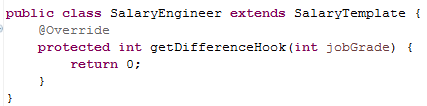 public class SalaryEngineer extends SalaryTemplate {
    @Override
    protected int getDifferenceHook(int jobGrade) {
        return 0;
    }
}